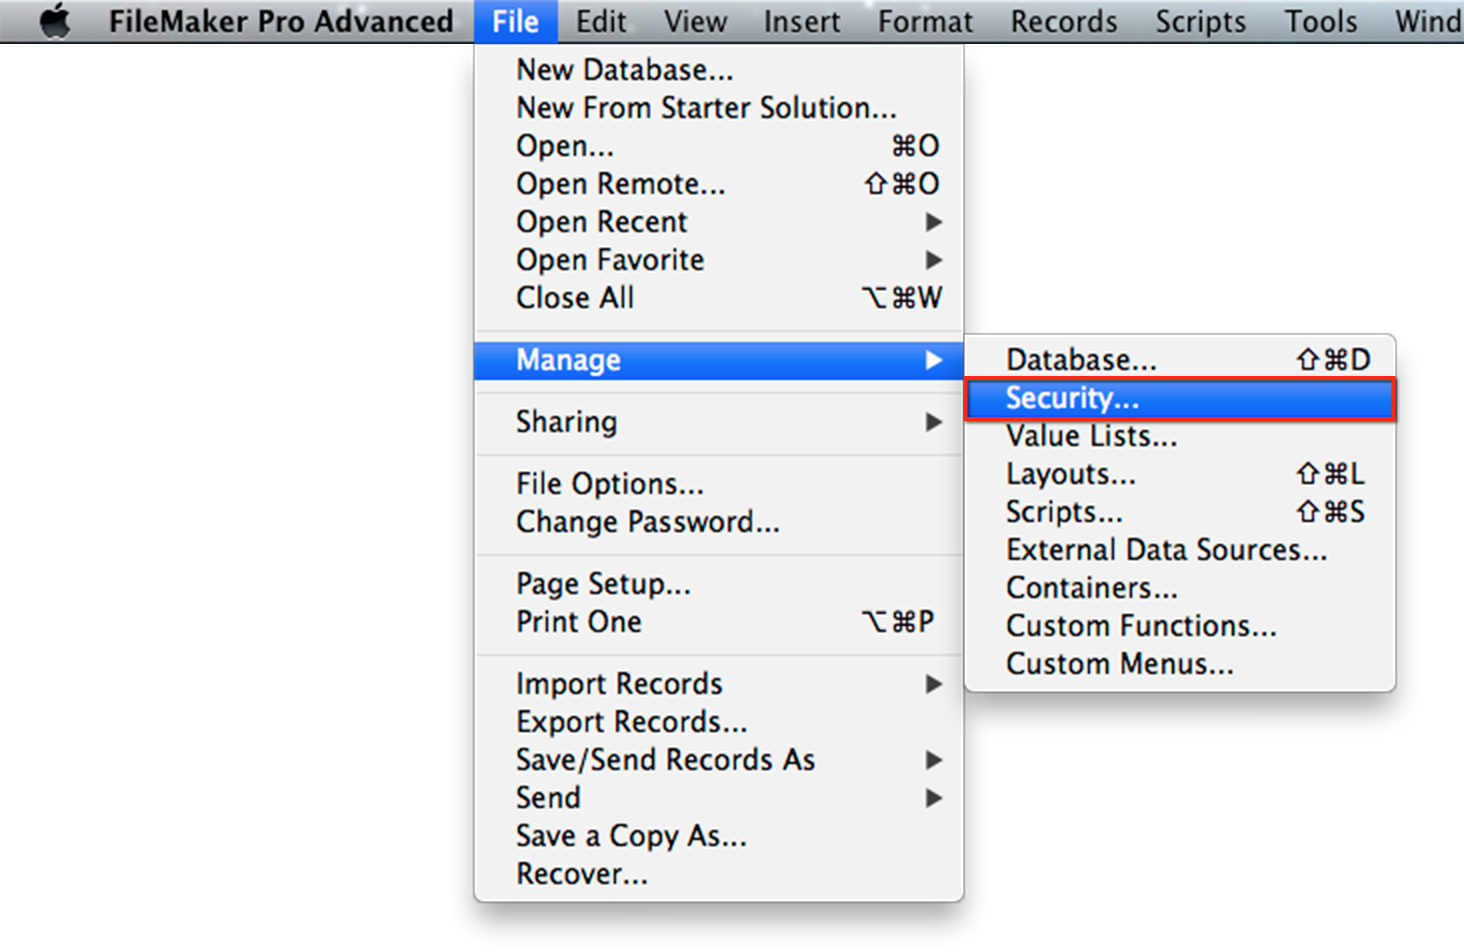 FileMaker Pro Advanced File Edit View Insert Format Records Scripts Tools Wind
New Database...
New From Starter Solution...
Open... ⌘O
Open Remote... ⇧⌘O
Open Recent ▶
Open Favorite ▶
Close All ⌥⌘W
Manage ▶
Sharing ▶
File Options...
Change Password...
Page Setup...
Print One ⌥⌘P
Import Records ▶
Export Records...
Save/Send Records As ▶
Send ▶
Save a Copy As...
Recover...
Database... ⇧⌘D
Security...
Value Lists...
Layouts... ⇧⌘L
Scripts... ⇧⌘S
External Data Sources...
Containers...
Custom Functions...
Custom Menus...